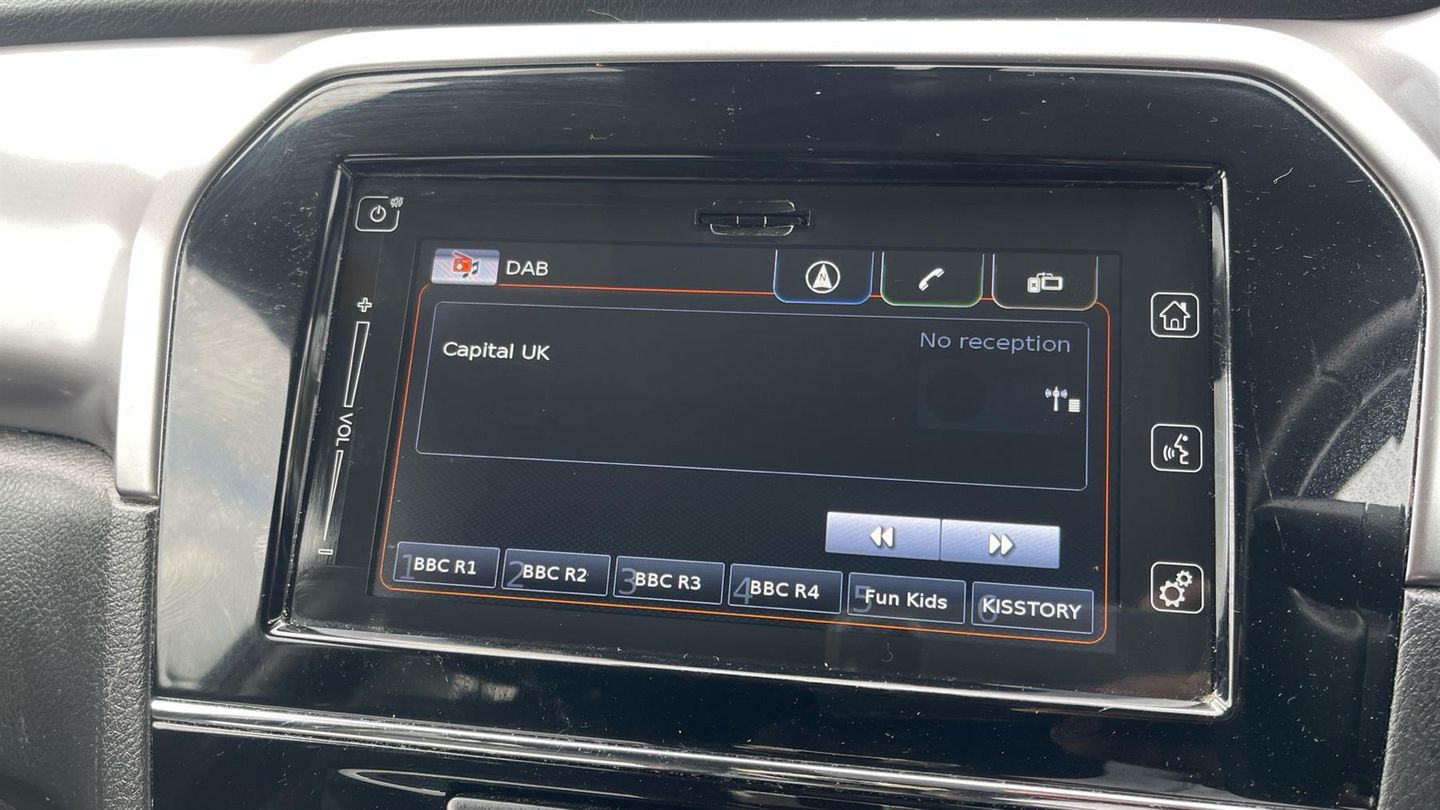 DAB
N
No reception
Capital UK
+
VOL
1 BBC R1
2 BBC R2
3 BBC R3
4 BBC R4
5 Fun Kids
6 KISSTORY